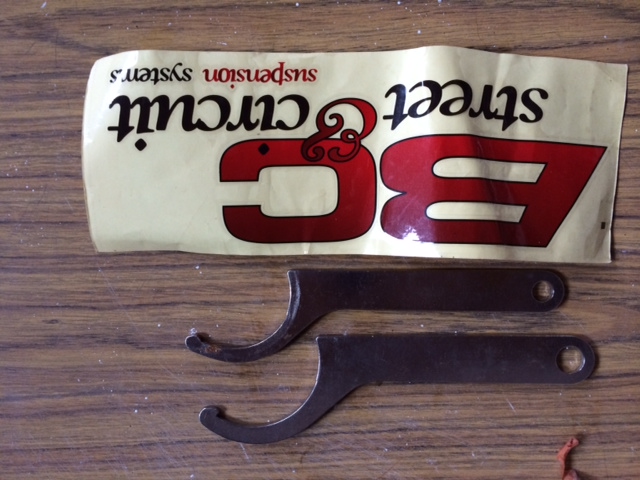 BC
street & circuit
suspension systems